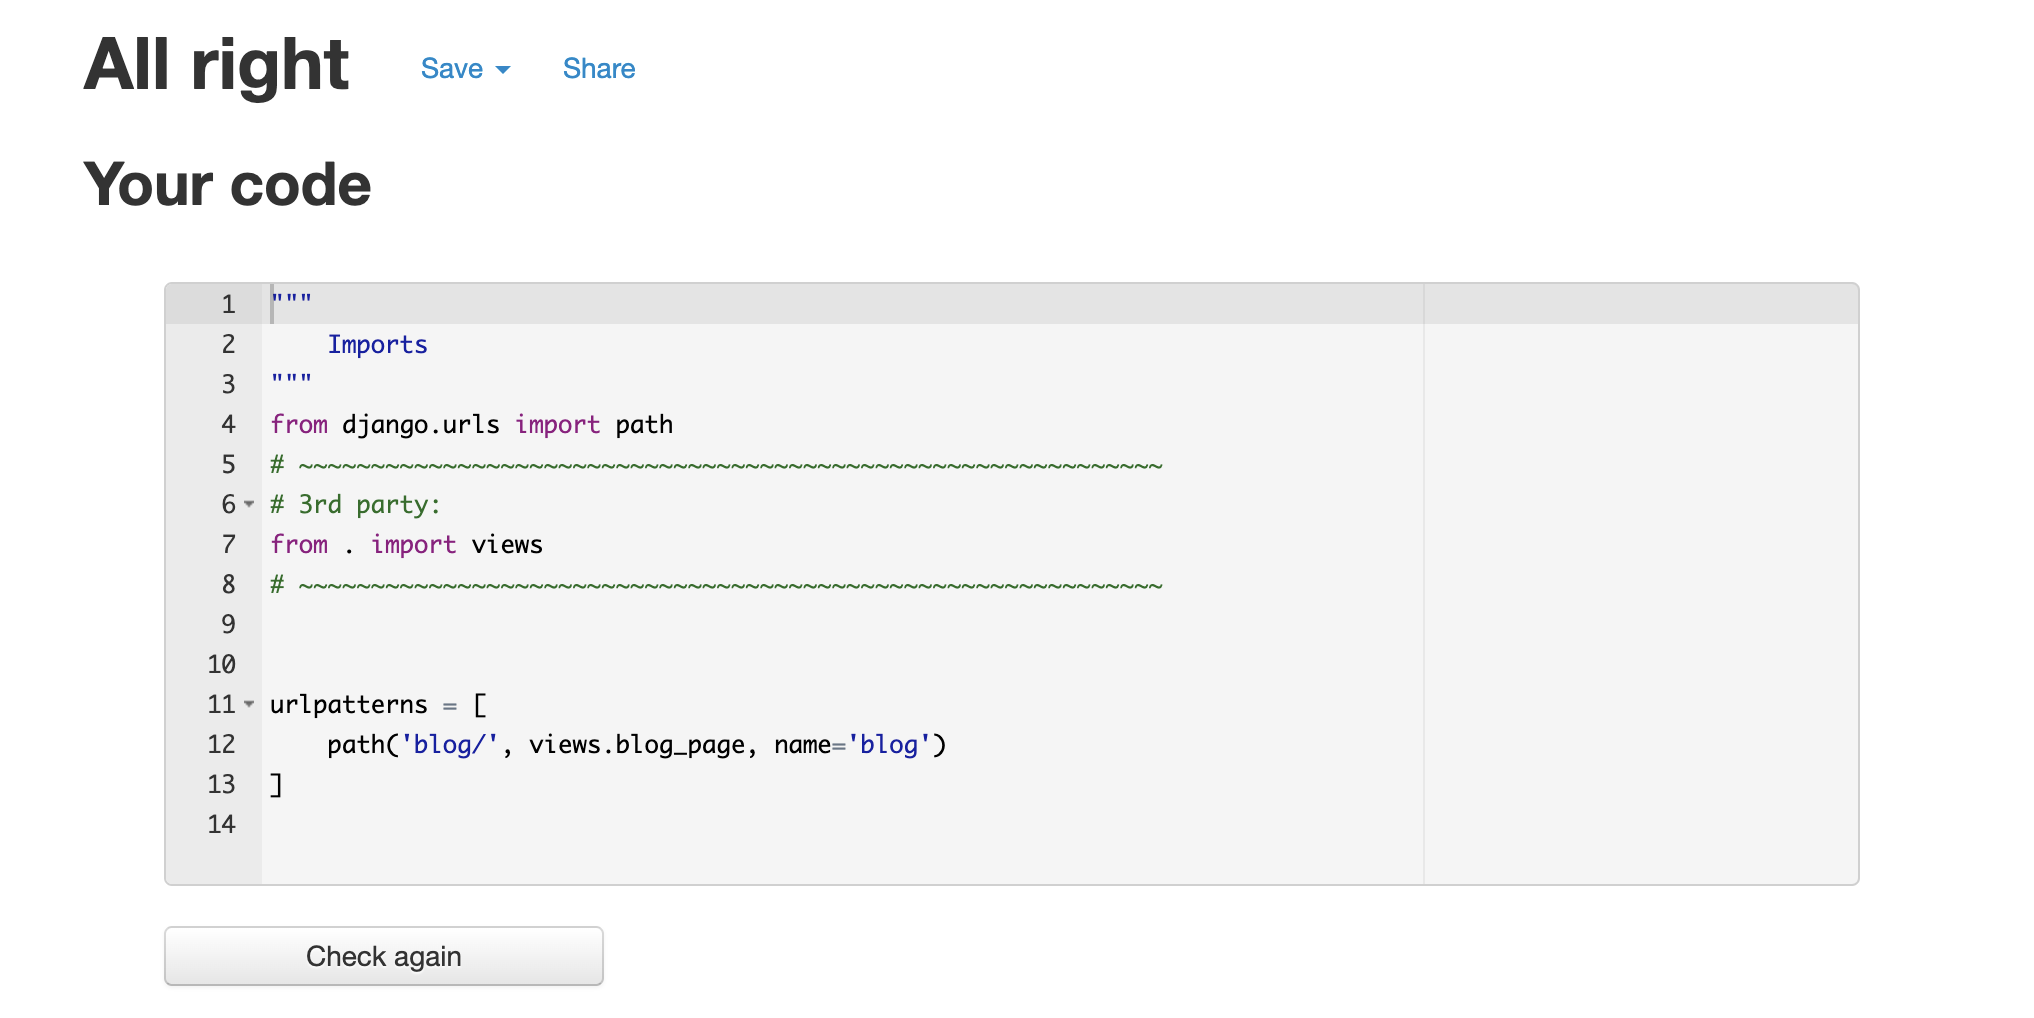 All right Save Share
Your code
1 """
2     Imports
3 """
4 from django.urls import path
5 # ~~~~~~~~~~~~~~~~~~~~~~~~~~~~~~~~~~~~~~~~~~~~~~~~~~~~~~~~~~~~
6 # 3rd party:
7 from . import views
8 # ~~~~~~~~~~~~~~~~~~~~~~~~~~~~~~~~~~~~~~~~~~~~~~~~~~~~~~~~~~~~
9
10
11 urlpatterns = [
12     path('blog/', views.blog_page, name='blog')
13 ]
14
Check again